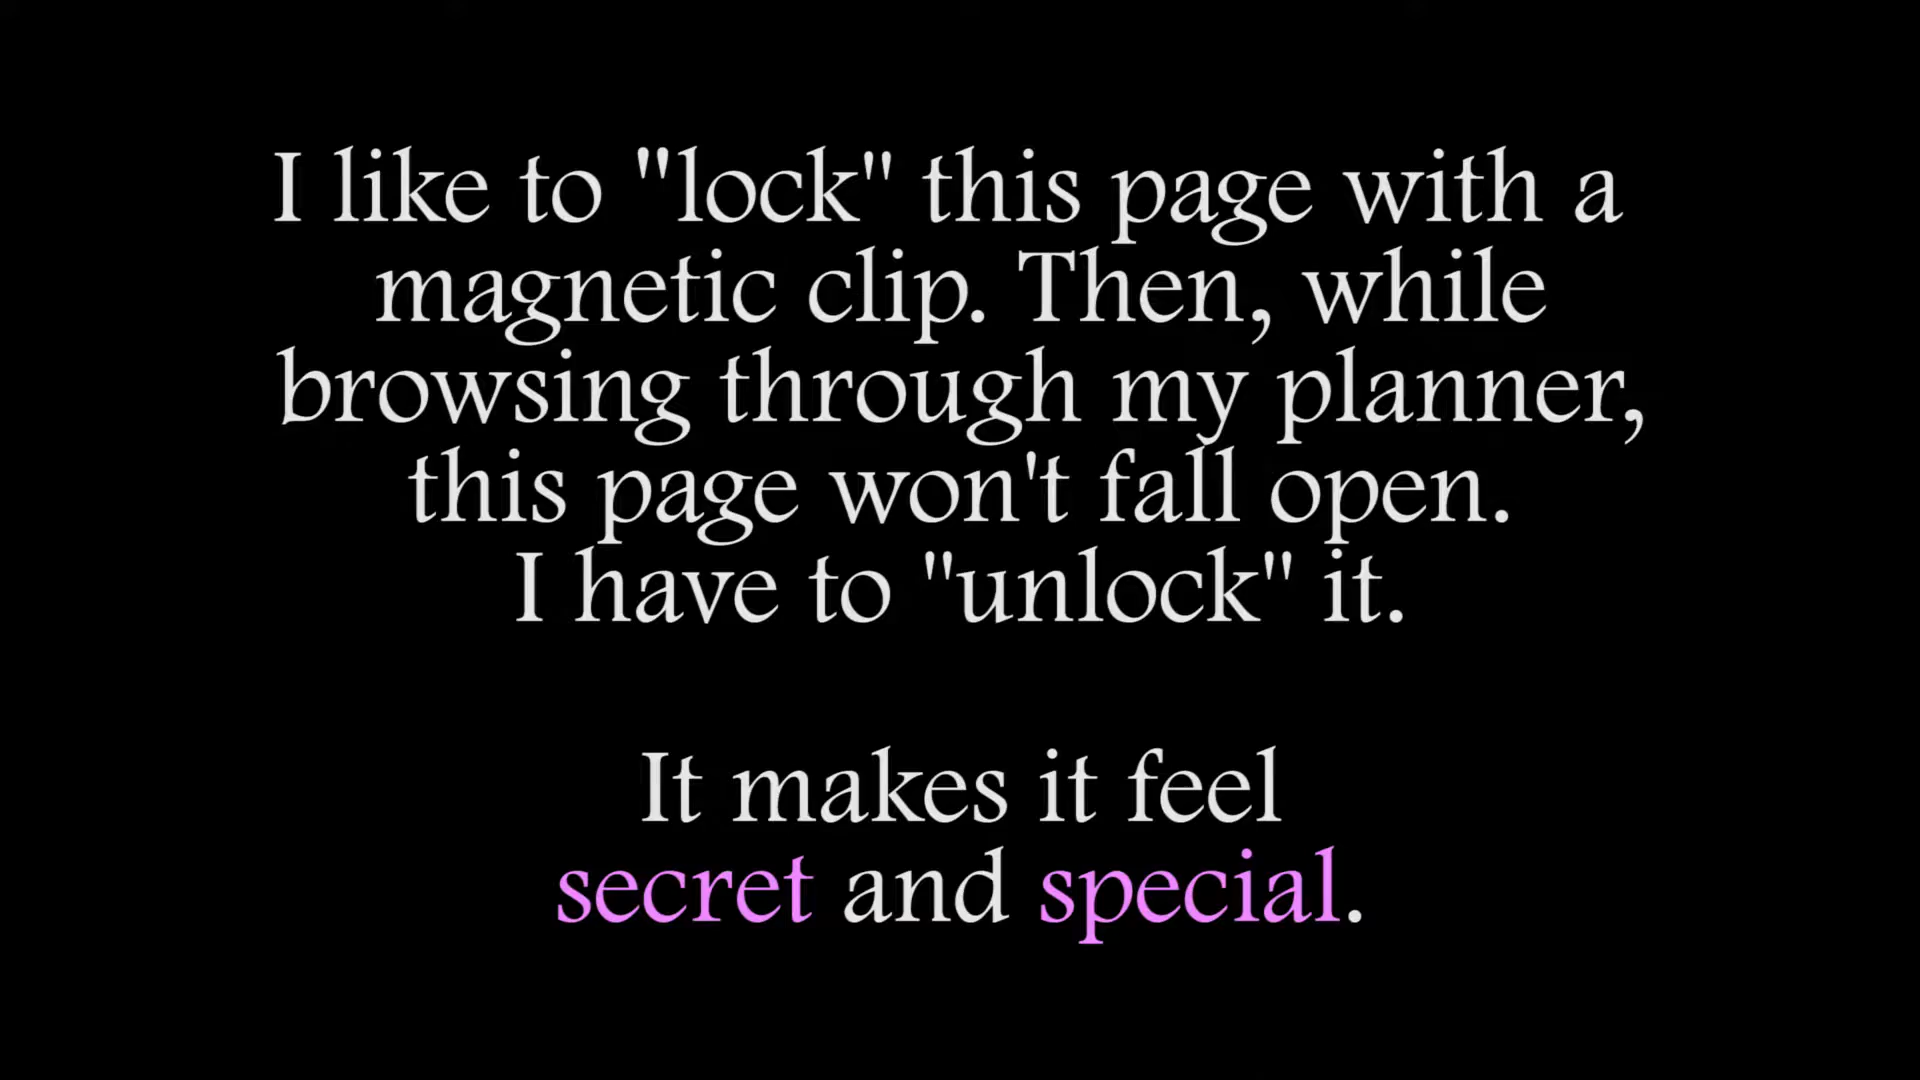 I like to "lock" this page with a
magnetic clip. Then, while
browsing through my planner,
this page won't fall open.
I have to "unlock" it.
It makes it feel
secret and special.